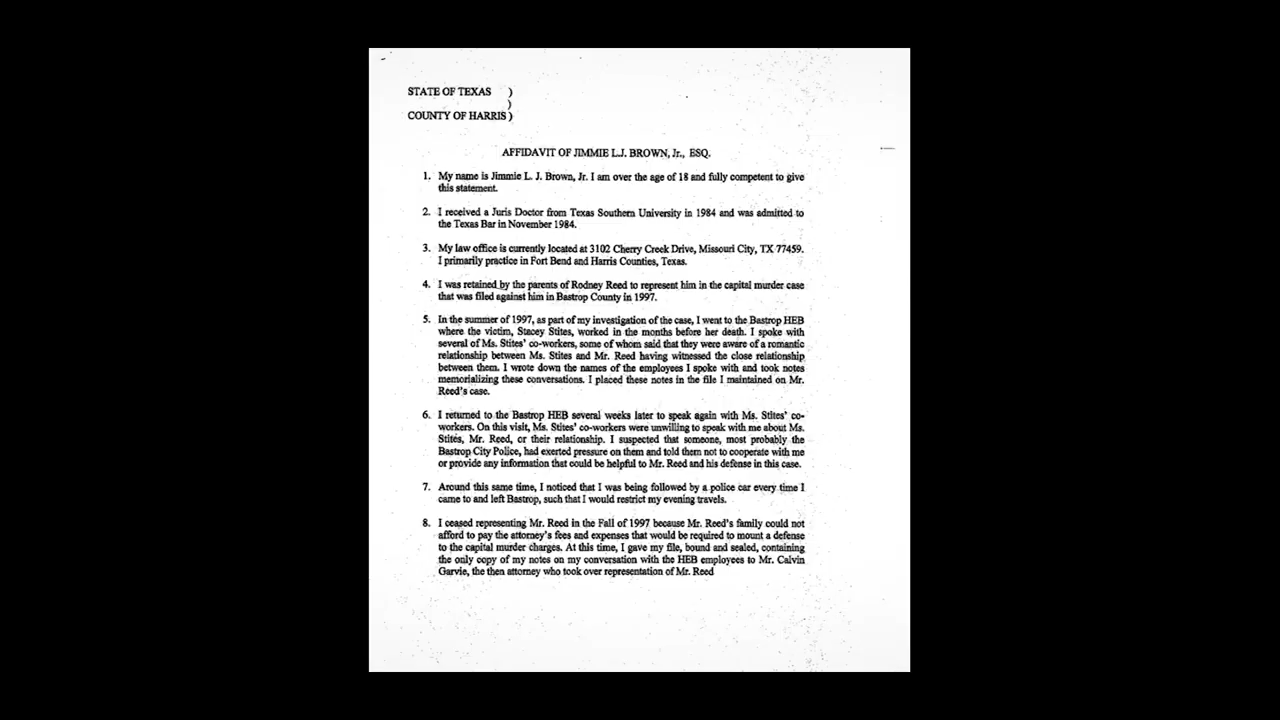 STATE OF TEXAS )
)
COUNTY OF HARRIS )
AFFIDAVIT OF JIMMIE L.J. BROWN, Jr., ESQ.
1. My name is Jimmie L. J. Brown, Jr. I am over the age of 18 and fully competent to give
this statement.
2. I received a Juris Doctor from Texas Southern University in 1984 and was admitted to
the Texas Bar in November 1984.
3. My law office is currently located at 3102 Cherry Creek Drive, Missouri City, TX 77459.
I primarily practice in Fort Bend and Harris Counties, Texas.
4. I was retained by the parents of Rodney Reed to represent him in the capital murder case
that was filed against him in Bastrop County in 1997.
5. In the summer of 1997, as part of my investigation of the case, I went to the Bastrop HEB
where the victim, Stacey Stites, worked in the months before her death. I spoke with
several of Ms. Stites' co-workers, some of whom said that they were aware of a romantic
relationship between Ms. Stites and Mr. Reed having witnessed the close relationship
between them. I wrote down the names of the employees I spoke with and took notes
memorializing these conversations. I placed these notes in the file I maintained on Mr.
Reed's case.
6. I returned to the Bastrop HEB several weeks later to speak again with Ms. Stites' co-
workers. On this visit, Ms. Stites' co-workers were unwilling to speak with me about Ms.
Stites, Mr. Reed, or their relationship. I suspected that someone, most probably the
Bastrop City Police, had exerted pressure on them and told them not to cooperate with me
or provide any information that could be helpful to Mr. Reed and his defense in this case.
7. Around this same time, I noticed that I was being followed by a police car every time I
came to and left Bastrop, such that I would restrict my evening travels.
8. I ceased representing Mr. Reed in the Fall of 1997 because Mr. Reed's family could not
afford to pay the attorney's fees and expenses that would be required to mount a defense
to the capital murder charges. At this time, I gave my file, bound and sealed, containing
the only copy of my notes on my conversation with the HEB employees to Mr. Calvin
Garvie, the then attorney who took over representation of Mr. Reed